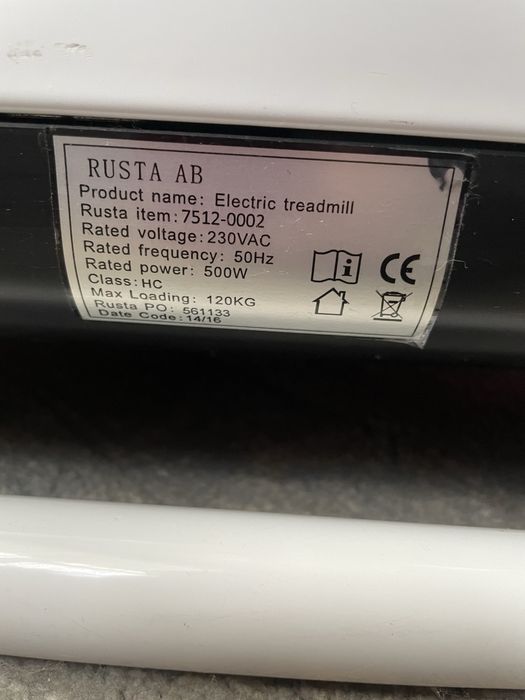 RUSTA AB
Product name: Electric treadmill
Rusta item: 7512-0002
Rated voltage: 230VAC
Rated frequency: 50Hz
Rated power: 500W
Class: HC
Max Loading: 120KG
Rusta PO: 561133
Date Code: 14/16
i CE